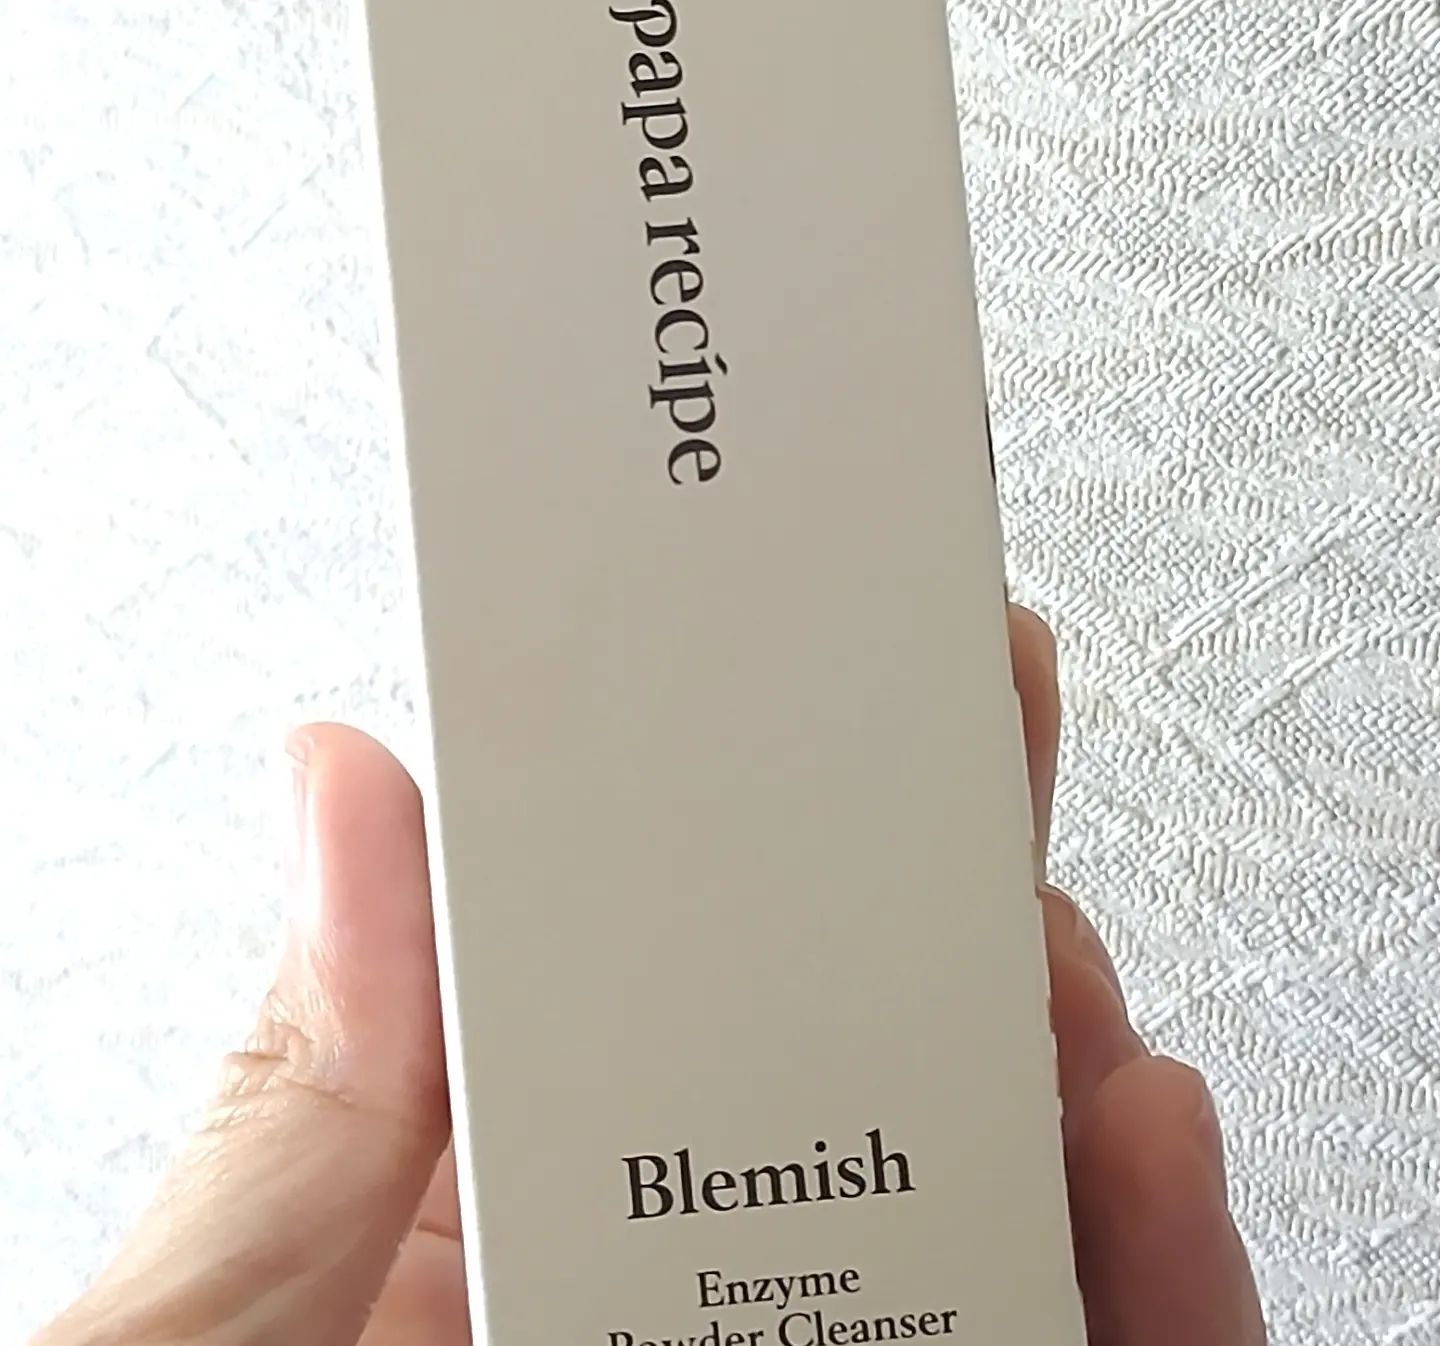 papa recipe
Blemish
Enzyme
Powder Cleanser